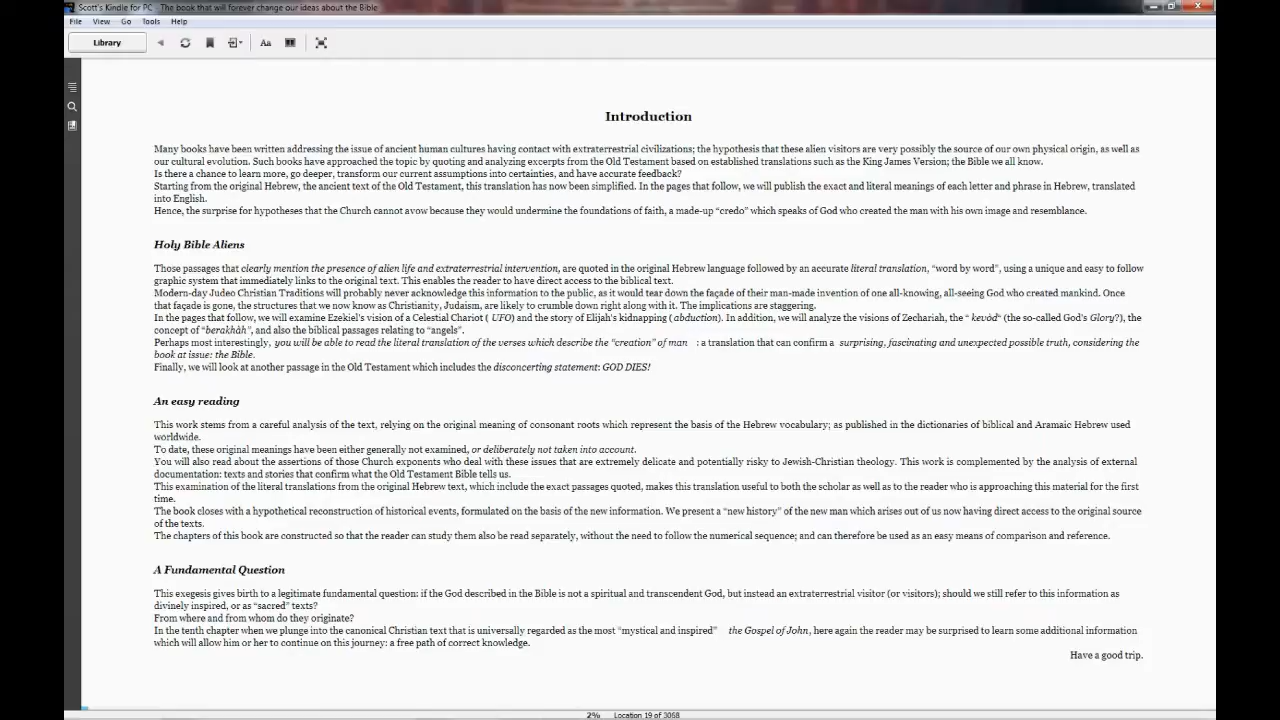 Scott's Kindle for PC - The book that will forever change our ideas about the Bible
File View Go Tools Help
Library
Aa
Introduction
Many books have been written addressing the issue of ancient human cultures having contact with extraterrestrial civilizations; the hypothesis that these alien visitors are very possibly the source of our own physical origin, as well as
our cultural evolution. Such books have approached the topic by quoting and analyzing excerpts from the Old Testament based on established translations such as the King James Version; the Bible we all know.
Is there a chance to learn more, go deeper, transform our current assumptions into certainties, and have accurate feedback?
Starting from the original Hebrew, the ancient text of the Old Testament, this translation has now been simplified. In the pages that follow, we will publish the exact and literal meanings of each letter and phrase in Hebrew, translated
into English.
Hence, the surprise for hypotheses that the Church cannot avow because they would undermine the foundations of faith, a made-up “credo” which speaks of God who created the man with his own image and resemblance.
Holy Bible Aliens
Those passages that clearly mention the presence of alien life and extraterrestrial intervention, are quoted in the original Hebrew language followed by an accurate literal translation, “word by word”, using a unique and easy to follow
graphic system that immediately links to the original text. This enables the reader to have direct access to the biblical text.
Modern-day Judeo Christian Traditions will probably never acknowledge this information to the public, as it would tear down the façade of their man-made invention of one all-knowing, all-seeing God who created mankind. Once
that façade is gone, the structures that we now know as Christianity, Judaism, are likely to crumble down right along with it. The implications are staggering.
In the pages that follow, we will examine Ezekiel's vision of a Celestial Chariot ( UFO) and the story of Elijah's kidnapping ( abduction). In addition, we will analyze the visions of Zechariah, the “ kevòd“ (the so-called God's Glory?), the
concept of “berakhàh”, and also the biblical passages relating to “angels”.
Perhaps most interestingly, you will be able to read the literal translation of the verses which describe the “creation” of man : a translation that can confirm a surprising, fascinating and unexpected possible truth, considering the
book at issue: the Bible.
Finally, we will look at another passage in the Old Testament which includes the disconcerting statement: GOD DIES!
An easy reading
This work stems from a careful analysis of the text, relying on the original meaning of consonant roots which represent the basis of the Hebrew vocabulary; as published in the dictionaries of biblical and Aramaic Hebrew used
worldwide.
To date, these original meanings have been either generally not examined, or deliberately not taken into account.
You will also read about the assertions of those Church exponents who deal with these issues that are extremely delicate and potentially risky to Jewish-Christian theology. This work is complemented by the analysis of external
documentation: texts and stories that confirm what the Old Testament Bible tells us.
This examination of the literal translations from the original Hebrew text, which include the exact passages quoted, makes this translation useful to both the scholar as well as to the reader who is approaching this material for the first
time.
The book closes with a hypothetical reconstruction of historical events, formulated on the basis of the new information. We present a “new history” of the new man which arises out of us now having direct access to the original source
of the texts.
The chapters of this book are constructed so that the reader can study them also be read separately, without the need to follow the numerical sequence; and can therefore be used as an easy means of comparison and reference.
A Fundamental Question
This exegesis gives birth to a legitimate fundamental question: if the God described in the Bible is not a spiritual and transcendent God, but instead an extraterrestrial visitor (or visitors); should we still refer to this information as
divinely inspired, or as “sacred” texts?
From where and from whom do they originate?
In the tenth chapter when we plunge into the canonical Christian text that is universally regarded as the most “mystical and inspired” the Gospel of John, here again the reader may be surprised to learn some additional information
which will allow him or her to continue on this journey: a free path of correct knowledge.
Have a good trip.
2% Location 19 of 3068